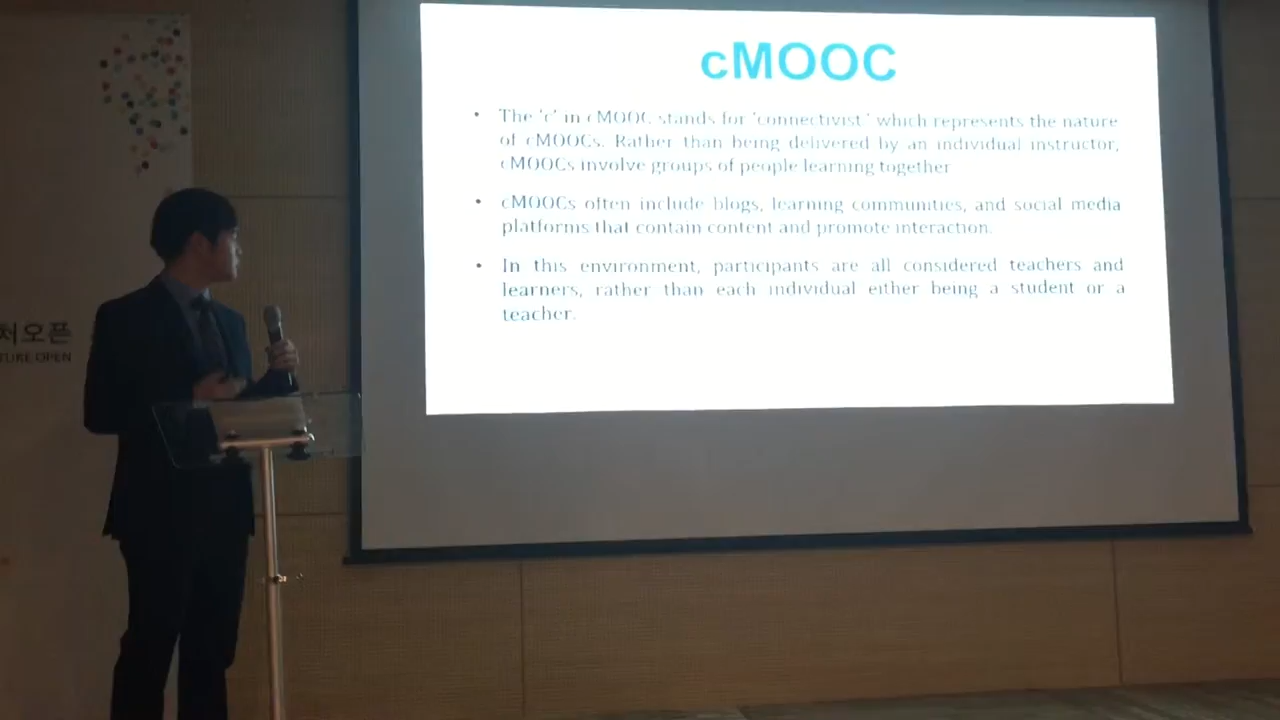 cMOOC
• The 'c' in cMOOC stands for 'connectivist,' which represents the nature
of cMOOCs. Rather than being delivered by an individual instructor,
cMOOCs involve groups of people learning together
• cMOOCs often include blogs, learning communities, and social media
platforms that contain content and promote interaction.
• In this environment, participants are all considered teachers and
learners, rather than each individual either being a student or a
teacher.
처오픈
TURE OPEN